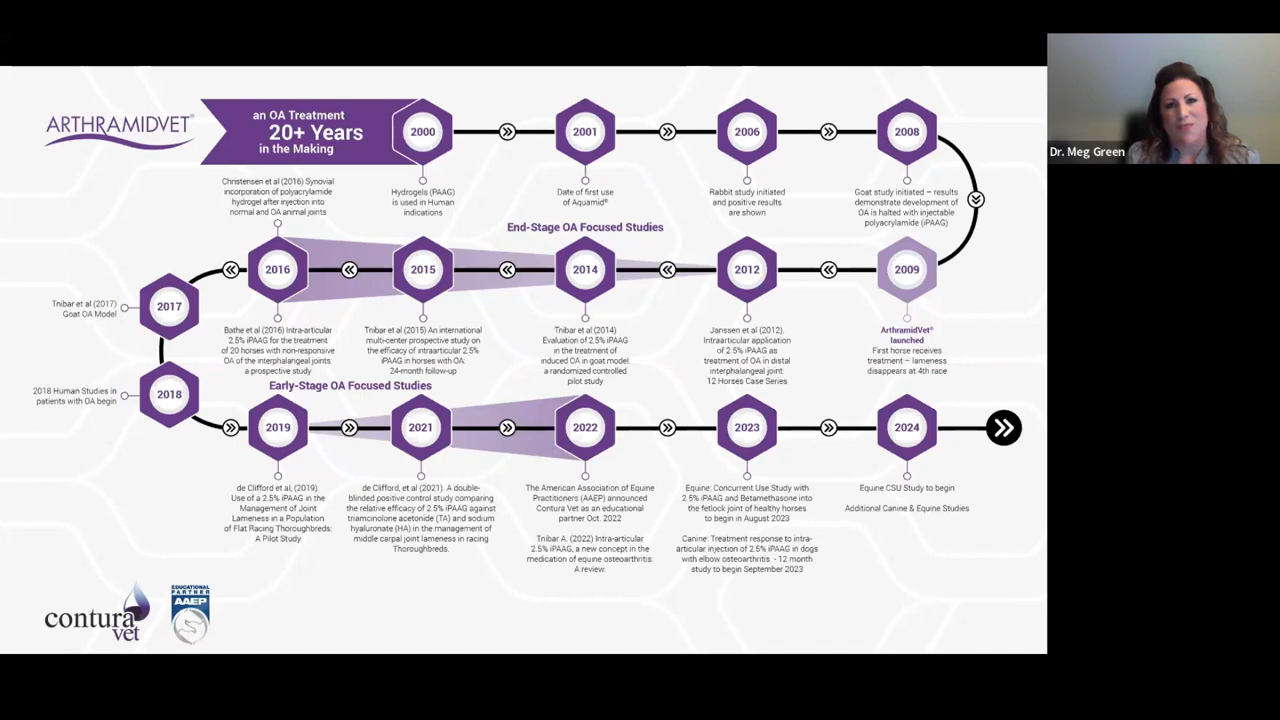 ARTHRAMIDVET®
an OA Treatment
20+ Years
in the Making
2000
2001
2006
2008
Hydrogels (PAAG)
is used in Human
indications
Date of first use
of Aquamid®
Rabbit study initiated
and positive results
are shown
Goat study initiated – results
demonstrate development of
OA is halted with injectable
polyacrylamide (iPAAG)
Dr. Meg Green
Christensen et al (2016) Synovial
incorporation of polyacrylamide
hydrogel after injection into
normal and OA animal joints
End-Stage OA Focused Studies
2016
2015
2014
2012
2009
Bathe et al (2016) Intra-articular
2.5% iPAAG for the treatment
of 20 horses with non-responsive
OA of the interphalangeal joints:
a prospective study
Tnibar et al (2015) An international
multi-center prospective study on
the efficacy of intraarticular 2.5%
iPAAG in horses with OA:
24-month follow-up
Tnibar et al (2014)
Evaluation of 2.5% iPAAG
in the treatment of
induced OA in goat model:
a randomized controlled
pilot study
Janssen et al (2012).
Intraarticular application
of 2.5% iPAAG as
treatment of OA in distal
interphalangeal joint:
12 Horses Case Series
ArthramidVet®
launched
First horse receives
treatment – lameness
disappears at 4th race
Tnibar et al (2017)
Goat OA Model
2017
2018 Human Studies in
patients with OA begin
2018
Early-Stage OA Focused Studies
2019
2021
2022
2023
2024
de Clifford et al, (2019).
Use of a 2.5% iPAAG in the
Management of Joint
Lameness in a Population
of Flat Racing Thoroughbreds:
A Pilot Study
de Clifford, et al (2021). A double-
blinded positive control study comparing
the relative efficacy of 2.5% iPAAG against
triamcinolone acetonide (TA) and sodium
hyaluronate (HA) in the management of
middle carpal joint lameness in racing
Thoroughbreds.
The American Association of Equine
Practitioners (AAEP) announced
Contura Vet as an educational
partner Oct. 2022
Tnibar A. (2022) Intra-articular
2.5% iPAAG, a new concept in the
medication of equine osteoarthritis:
A review.
Equine: Concurrent Use Study with
2.5% iPAAG and Betamethasone into
the fetlock joint of healthy horses
to begin in August 2023
Canine: Treatment response to intra-
articular injection of 2.5% iPAAG in dogs
with elbow osteoarthritis - 12 month
study to begin September 2023
Equine CSU Study to begin
Additional Canine & Equine Studies
contura
vet
EDUCATIONAL
PARTNER
AAEP